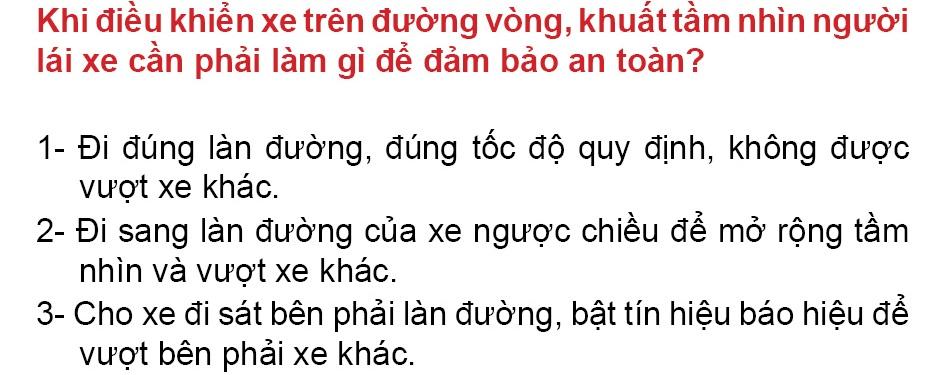 Khi điều khiển xe trên đường vòng, khuất tầm nhìn người
lái xe cần phải làm gì để đảm bảo an toàn?
1- Đi đúng làn đường, đúng tốc độ quy định, không được
vượt xe khác.
2- Đi sang làn đường của xe ngược chiều để mở rộng tầm
nhìn và vượt xe khác.
3- Cho xe đi sát bên phải làn đường, bật tín hiệu báo hiệu để
vượt bên phải xe khác.